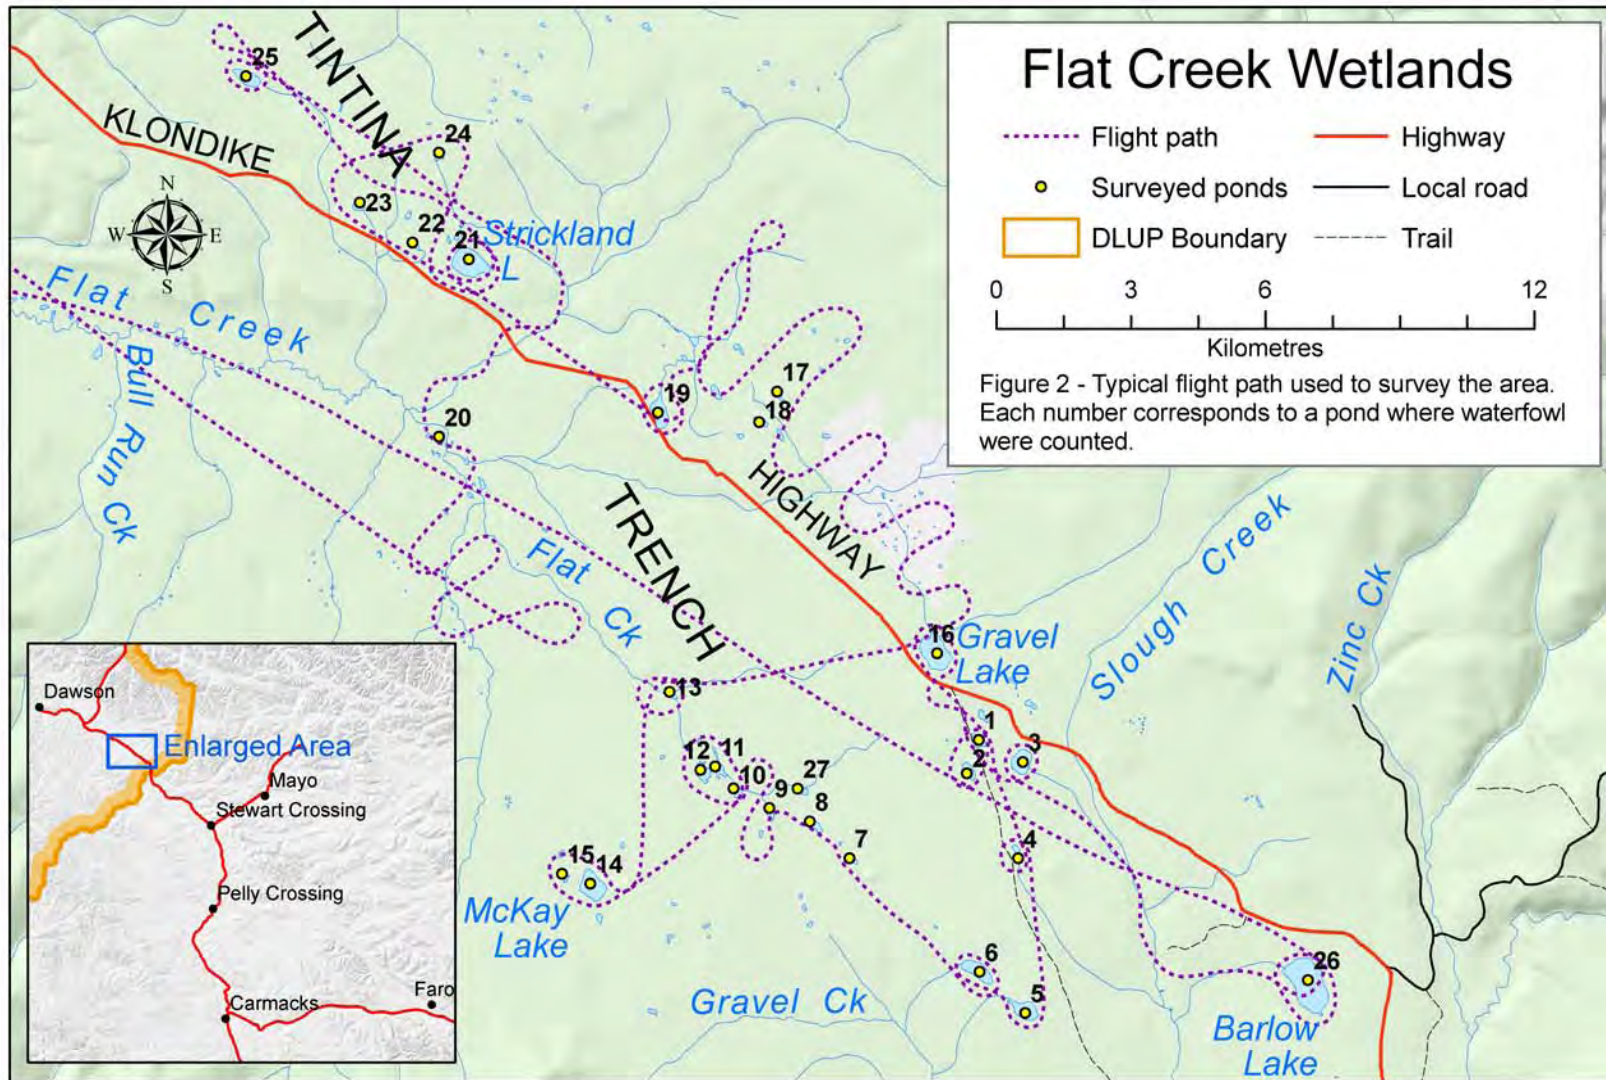 Flat Creek Wetlands
Flight path
Highway
Surveyed ponds
Local road
DLUP Boundary
Trail
0 3 6 12
Kilometres
Figure 2 - Typical flight path used to survey the area.
Each number corresponds to a pond where waterfowl
were counted.
TINTINA
TRENCH
KLONDIKE
HIGHWAY
N
W E
S
25
24
23
22
21
Strickland
L
Flat Creek
Bull Run Ck
20
19
17
18
Flat Ck
16
Gravel
Lake
Slough Creek
Zinc Ck
13
1
3
2
12
11
10
27
9
8
7
4
15
14
McKay
Lake
6
5
26
Gravel Ck
Barlow
Lake
Dawson
Enlarged Area
Mayo
Stewart Crossing
Pelly Crossing
Carmacks
Faro